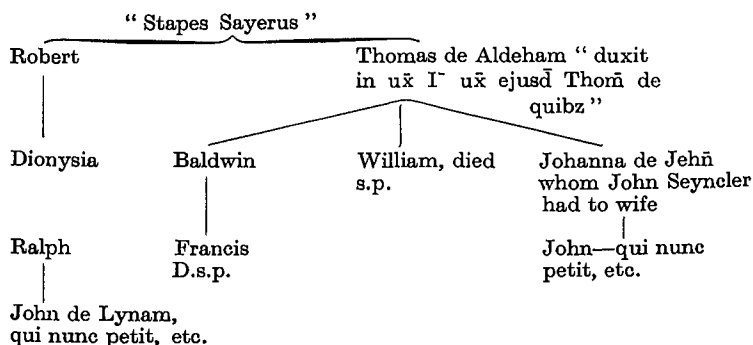 “ Stapes Sayerus ”
Robert
Thomas de Aldeham “ duxit
in ux̄ I⁻ ux̄ ejusd̄ Thom̄ de
quibz ”
Dionysia
Baldwin
William, died
s.p.
Johanna de Jehn̄
whom John Seyncler
had to wife
Ralph
Francis
D.s.p.
John—qui nunc
petit, etc.
John de Lynam,
qui nunc petit, etc.